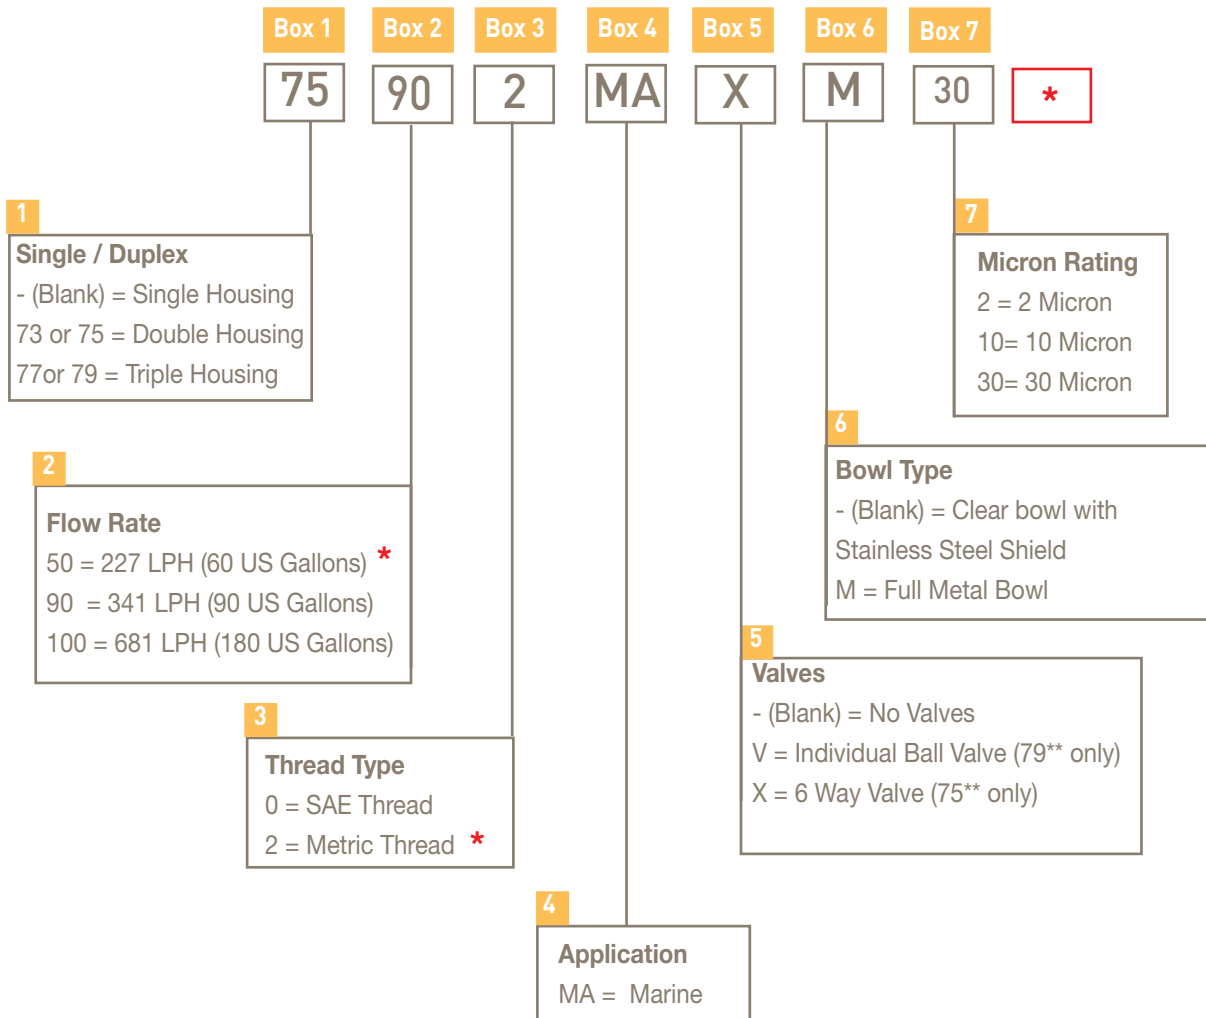 Box 1 Box 2 Box 3 Box 4 Box 5 Box 6 Box 7
75 90 2 MA X M 30 *
1
Single / Duplex
- (Blank) = Single Housing
73 or 75 = Double Housing
77or 79 = Triple Housing
7
Micron Rating
2 = 2 Micron
10= 10 Micron
30= 30 Micron
2
Flow Rate
50 = 227 LPH (60 US Gallons) *
90 = 341 LPH (90 US Gallons)
100 = 681 LPH (180 US Gallons)
6
Bowl Type
- (Blank) = Clear bowl with
Stainless Steel Shield
M = Full Metal Bowl
5
Valves
- (Blank) = No Valves
V = Individual Ball Valve (79** only)
X = 6 Way Valve (75** only)
3
Thread Type
0 = SAE Thread
2 = Metric Thread *
4
Application
MA = Marine